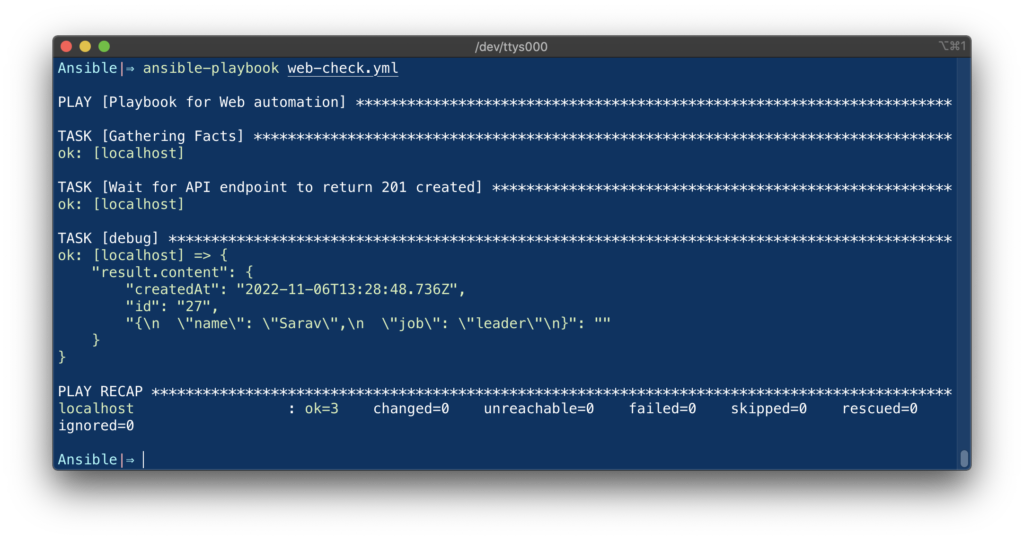 /dev/ttys000
⌥⌘1
Ansible|⇒ ansible-playbook web-check.yml
PLAY [Playbook for Web automation] **********************************************************************
TASK [Gathering Facts] **********************************************************************************
ok: [localhost]
TASK [Wait for API endpoint to return 201 created] ******************************************************
ok: [localhost]
TASK [debug] ********************************************************************************************
ok: [localhost] => {
    "result.content": {
        "createdAt": "2022-11-06T13:28:48.736Z",
        "id": "27",
        "{\n  \"name\": \"Sarav\",\n  \"job\": \"leader\"\n}": ""
    }
}
PLAY RECAP **********************************************************************************************
localhost                  : ok=3    changed=0    unreachable=0    failed=0    skipped=0    rescued=0
ignored=0
Ansible|⇒